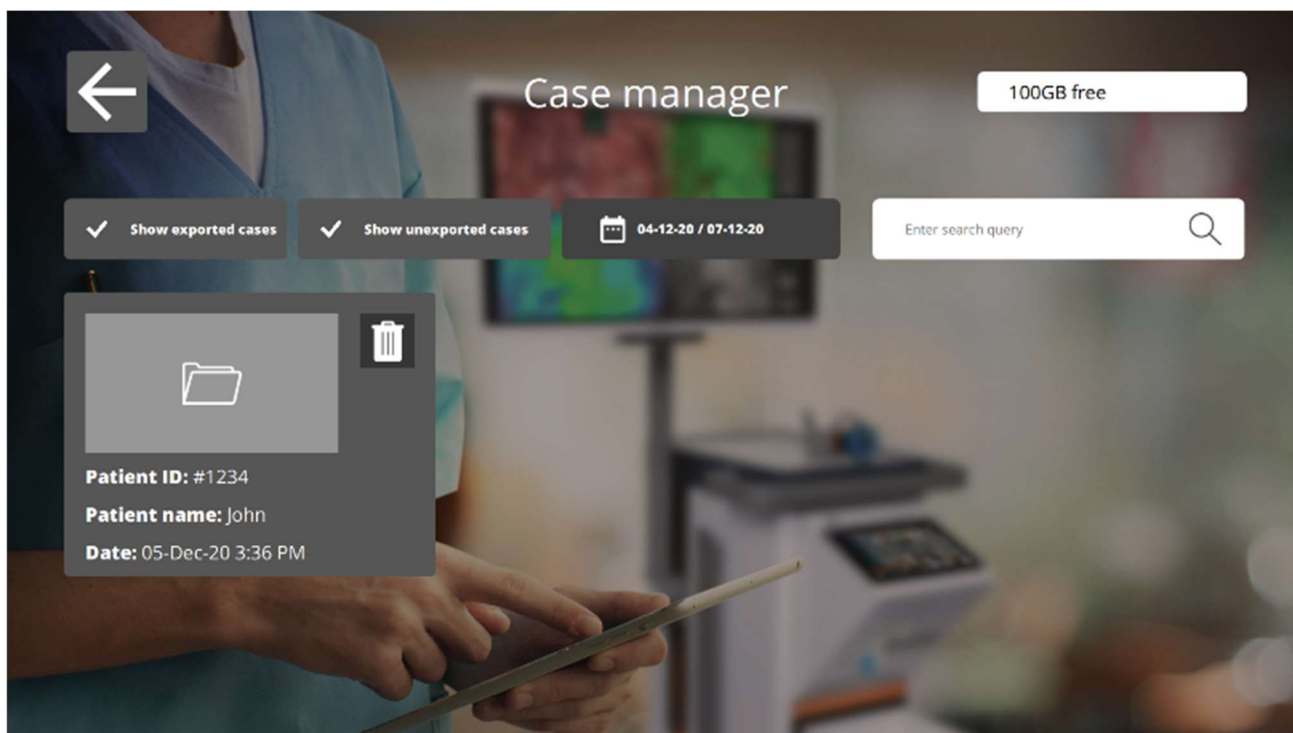 Case manager
100GB free
Show exported cases
Show unexported cases
04-12-20 / 07-12-20
Enter search query
Patient ID: #1234
Patient name: John
Date: 05-Dec-20 3:36 PM